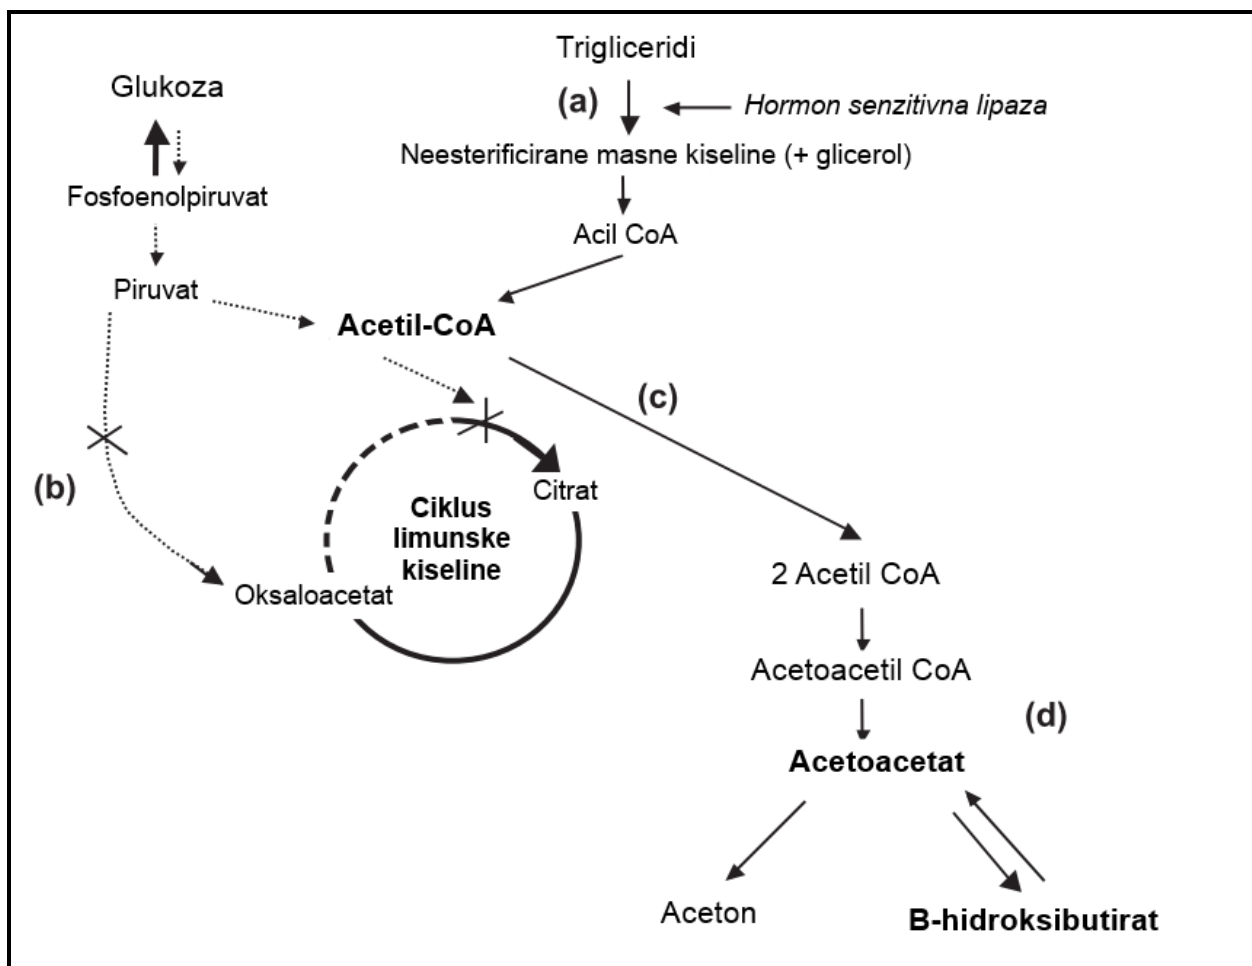 Trigliceridi
Glukoza
(a)
Hormon senzitivna lipaza
Neesterificirane masne kiseline (+ glicerol)
Fosfoenolpiruvat
Acil CoA
Piruvat
Acetil-CoA
(c)
(b)
Citrat
Ciklus
limunske
kiseline
2 Acetil CoA
Oksaloacetat
Acetoacetil CoA
(d)
Acetoacetat
Aceton
B-hidroksibutirat